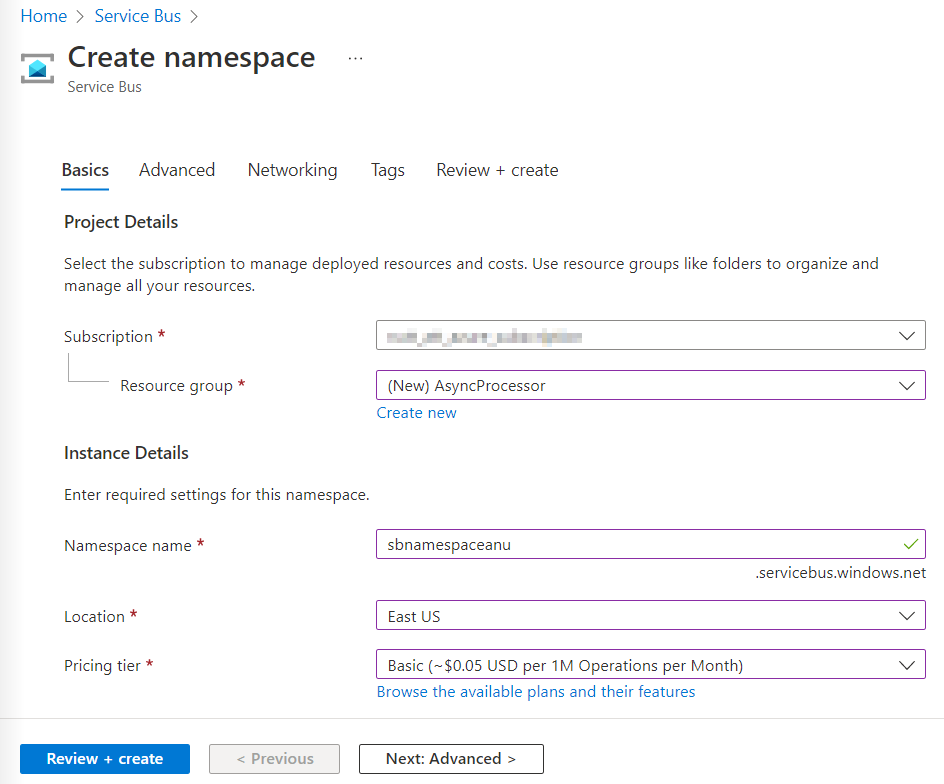 Home > Service Bus >
Create namespace ...
Service Bus
Basics Advanced Networking Tags Review + create
Project Details
Select the subscription to manage deployed resources and costs. Use resource groups like folders to organize and
manage all your resources.
Subscription *
Resource group * (New) AsyncProcessor
Create new
Instance Details
Enter required settings for this namespace.
Namespace name * sbnamespaceanu
.servicebus.windows.net
Location * East US
Pricing tier * Basic (~$0.05 USD per 1M Operations per Month)
Browse the available plans and their features
Review + create < Previous Next: Advanced >